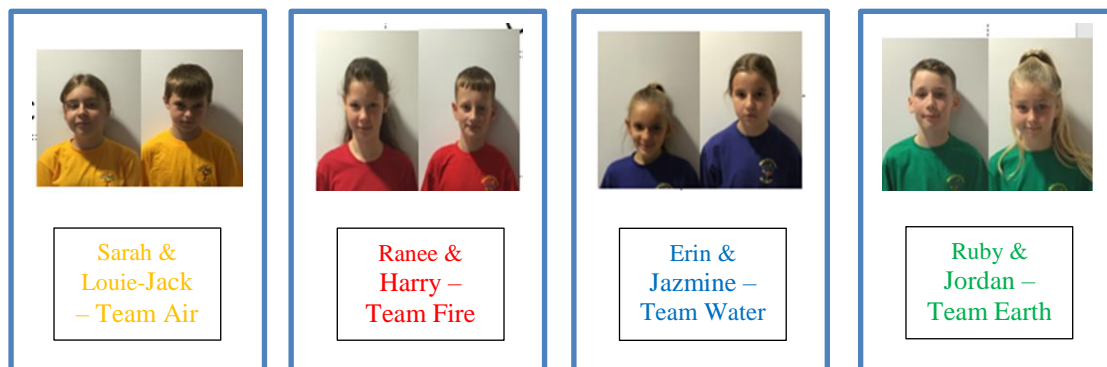 Sarah &
Louie-Jack
– Team Air
Ranee &
Harry –
Team Fire
Erin &
Jazmine –
Team Water
Ruby &
Jordan –
Team Earth